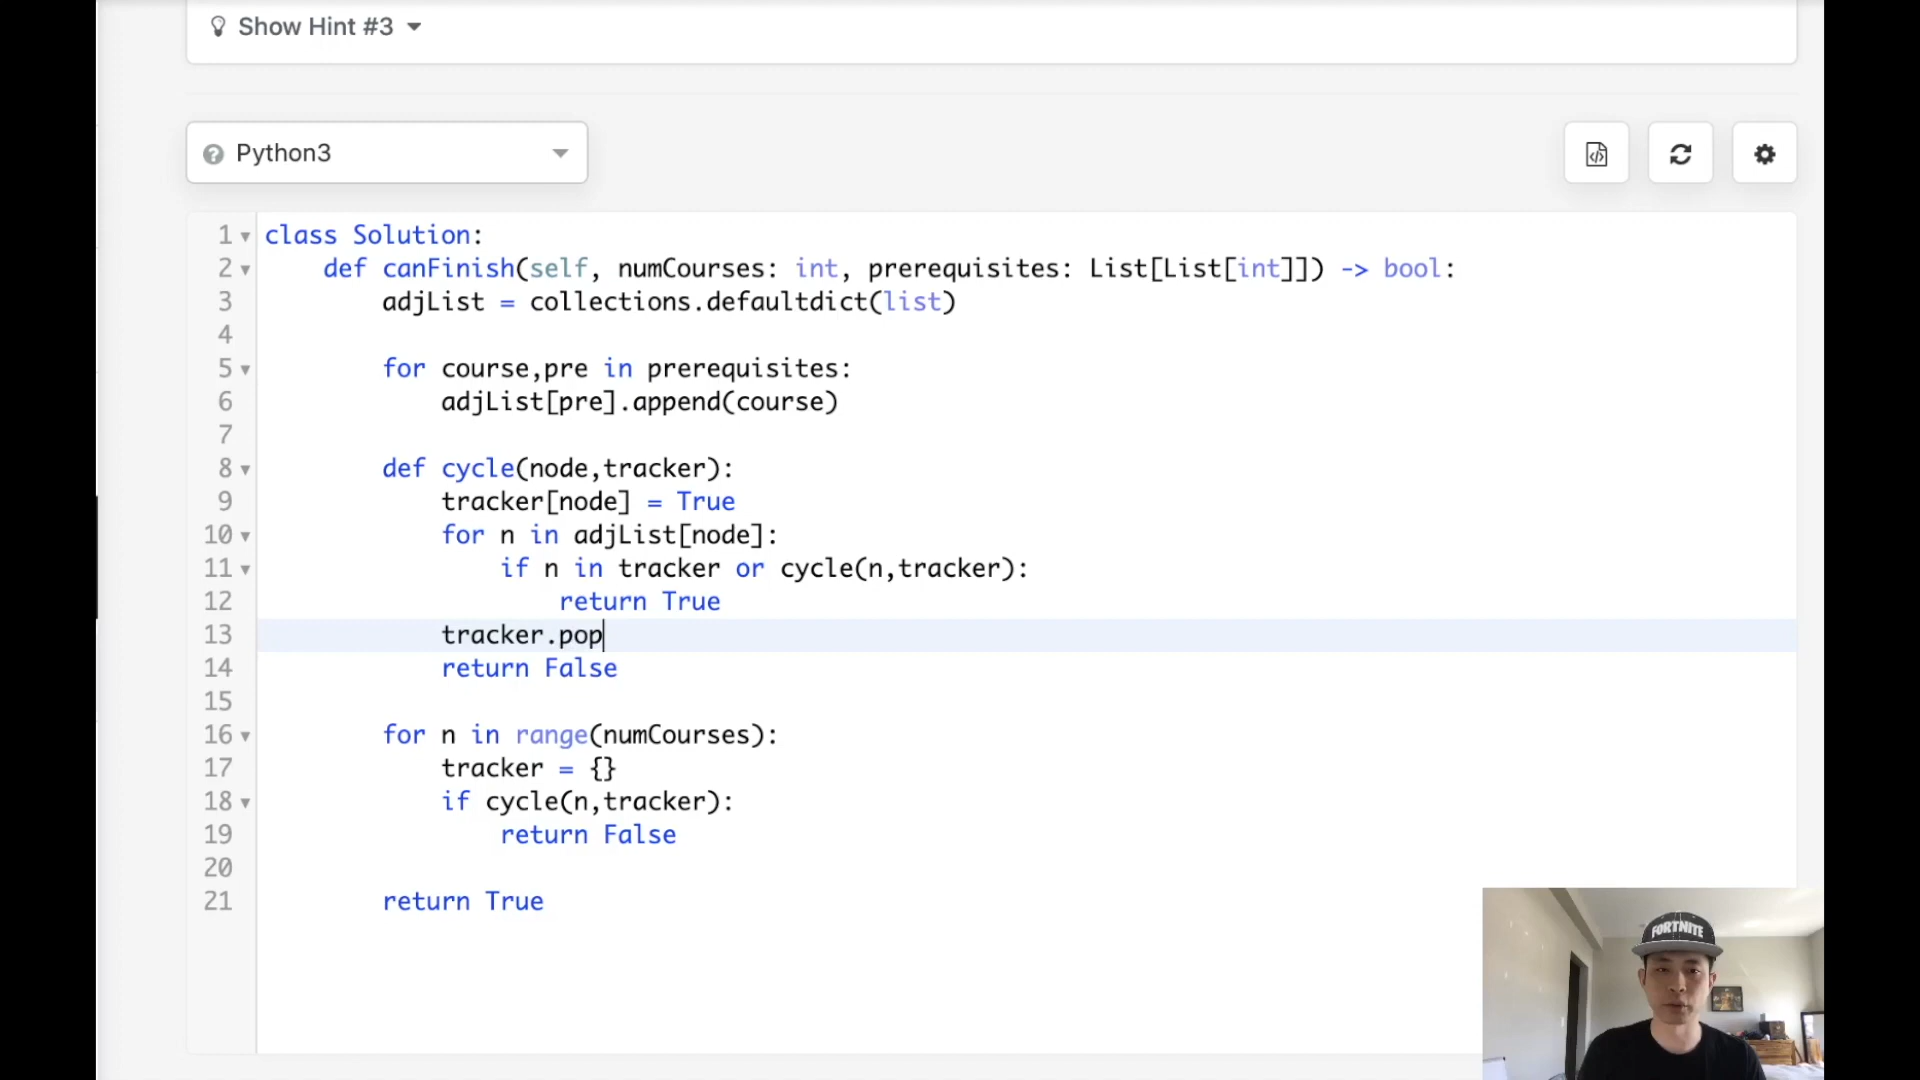 Show Hint #3
Python3
1 class Solution:
2 def canFinish(self, numCourses: int, prerequisites: List[List[int]]) -> bool:
3 adjList = collections.defaultdict(list)
4
5 for course,pre in prerequisites:
6 adjList[pre].append(course)
7
8 def cycle(node,tracker):
9 tracker[node] = True
10 for n in adjList[node]:
11 if n in tracker or cycle(n,tracker):
12 return True
13 tracker.pop
14 return False
15
16 for n in range(numCourses):
17 tracker = {}
18 if cycle(n,tracker):
19 return False
20
21 return True
FORTNITE